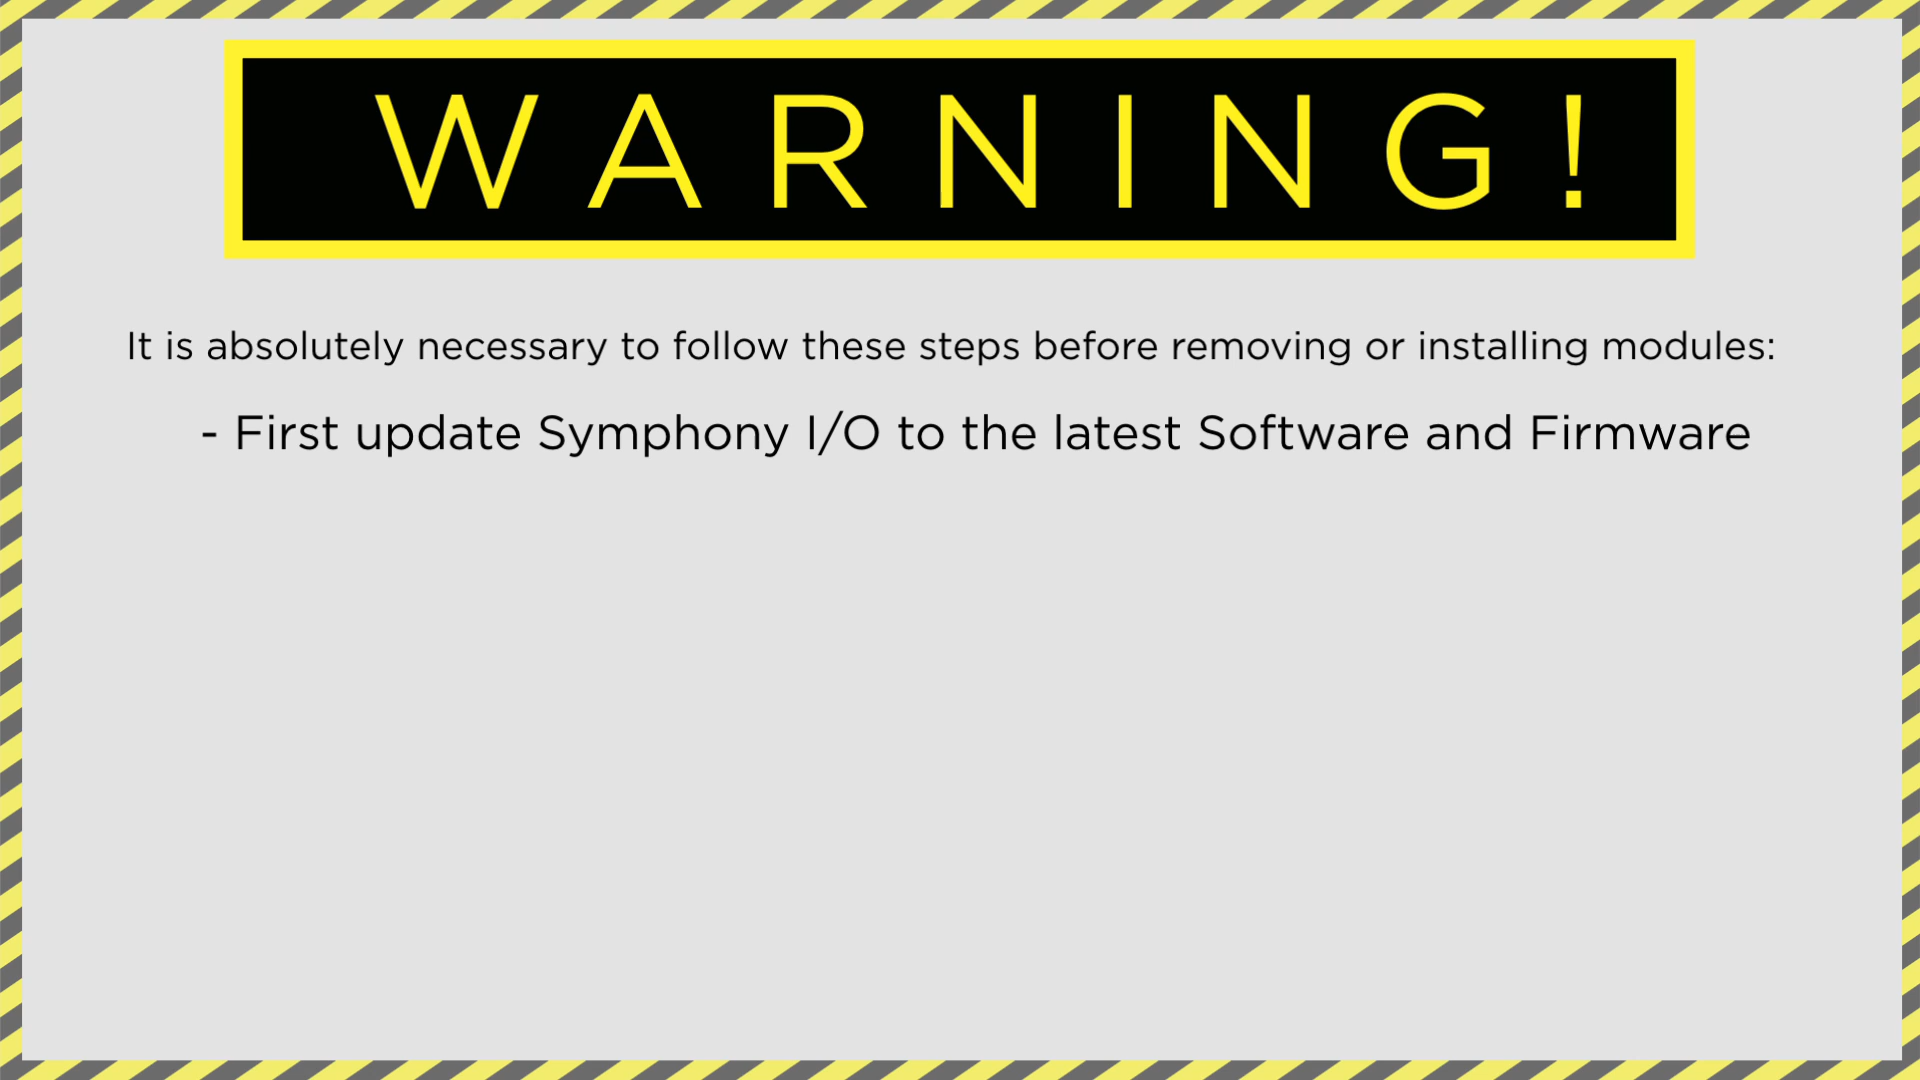 WARNING!
It is absolutely necessary to follow these steps before removing or installing modules:
- First update Symphony I/O to the latest Software and Firmware